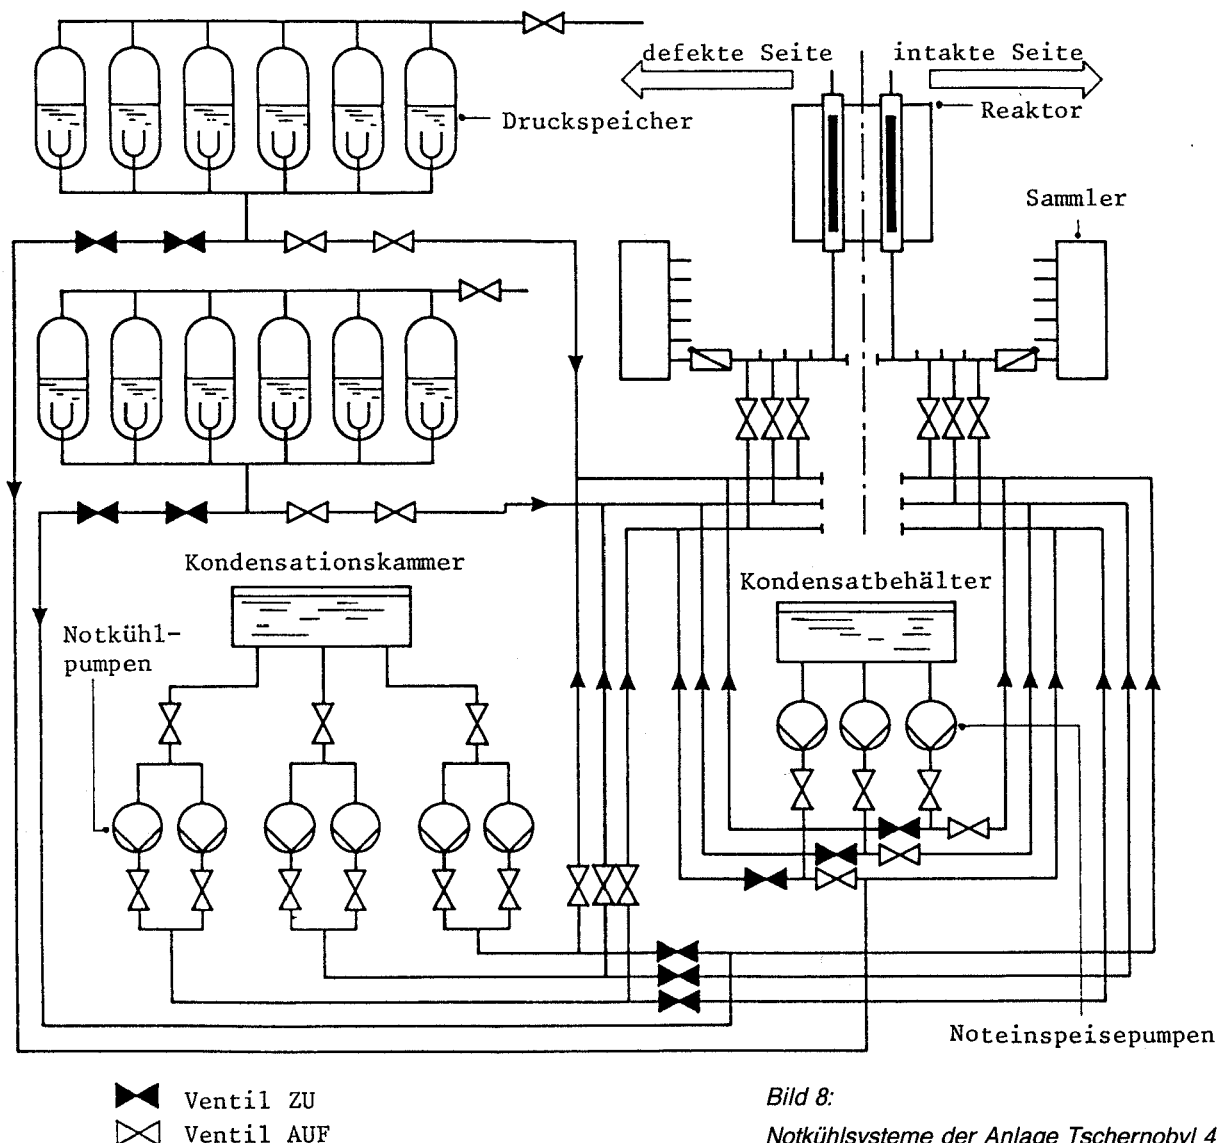 defekte Seite
intakte Seite
Druckspeicher
Reaktor
Sammler
Kondensationskammer
Kondensatbehälter
Notkühl-
pumpen
Noteinspeisepumpen
Ventil ZU
Ventil AUF
Bild 8:
Notkühlsysteme der Anlage Tschernobyl 4